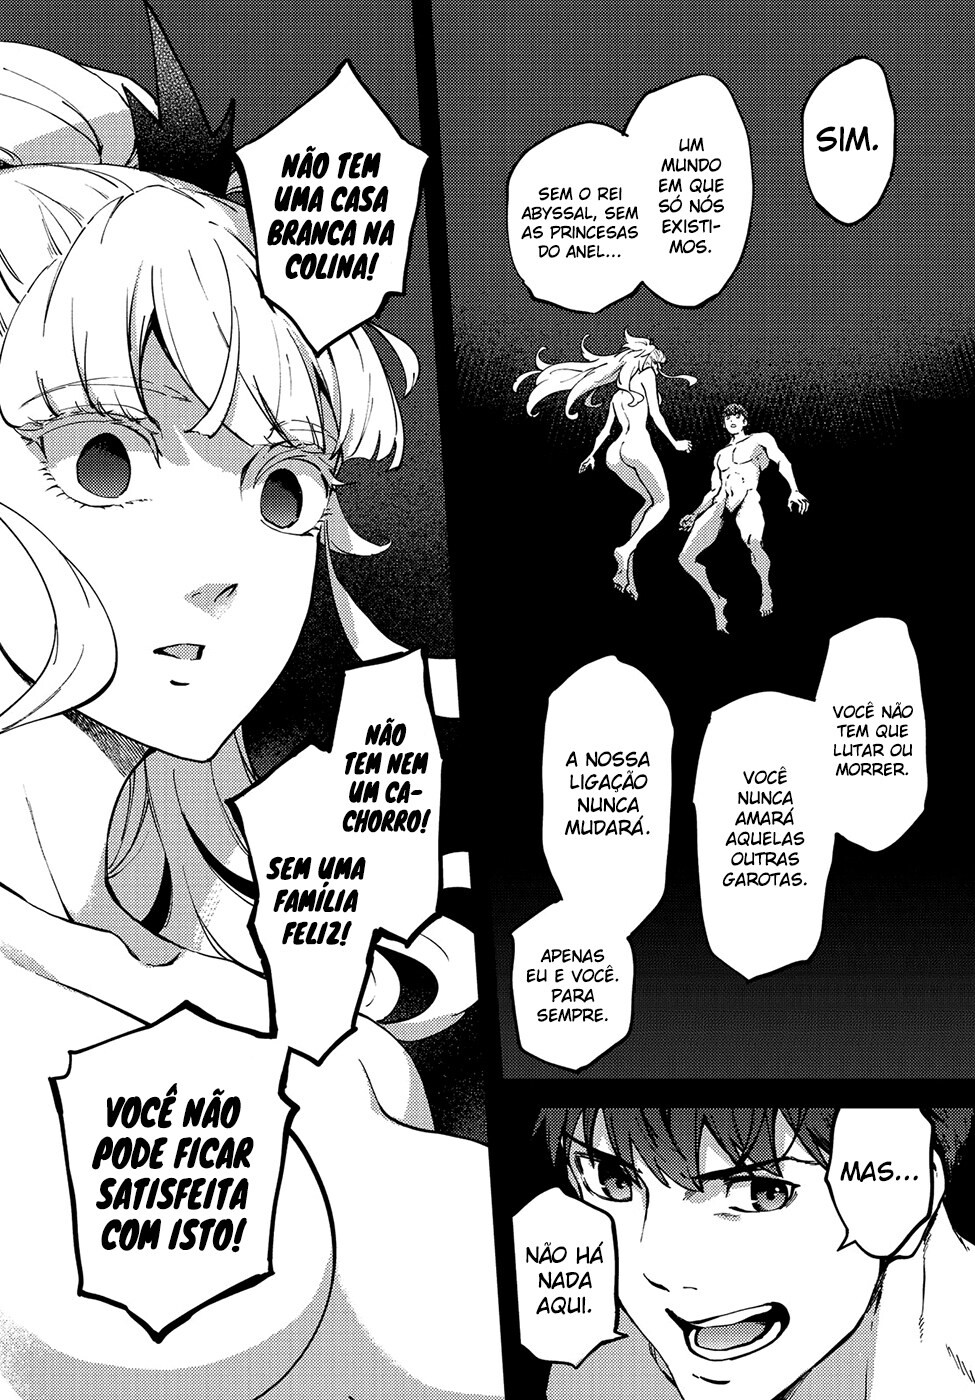 SIM.
UM
MUNDO
EM QUE
SÓ NÓS
EXISTI-
MOS.
SEM O REI
ABYSSAL, SEM
AS PRINCESAS
DO ANEL...
VOCÊ NÃO
TEM QUE
LUTAR OU
MORRER.
VOCÊ
NUNCA
AMARÁ
AQUELAS
OUTRAS
GAROTAS.
A NOSSA
LIGAÇÃO
NUNCA
MUDARÁ.
APENAS
EU E VOCÊ.
PARA
SEMPRE.
MAS...
NÃO HÁ
NADA
AQUI.
NÃO TEM
UMA CASA
BRANCA NA
COLINA!
NÃO
TEM NEM
UM CA-
CHORRO!
SEM UMA
FAMÍLIA
FELIZ!
VOCÊ NÃO
PODE FICAR
SATISFEITA
COM ISTO!